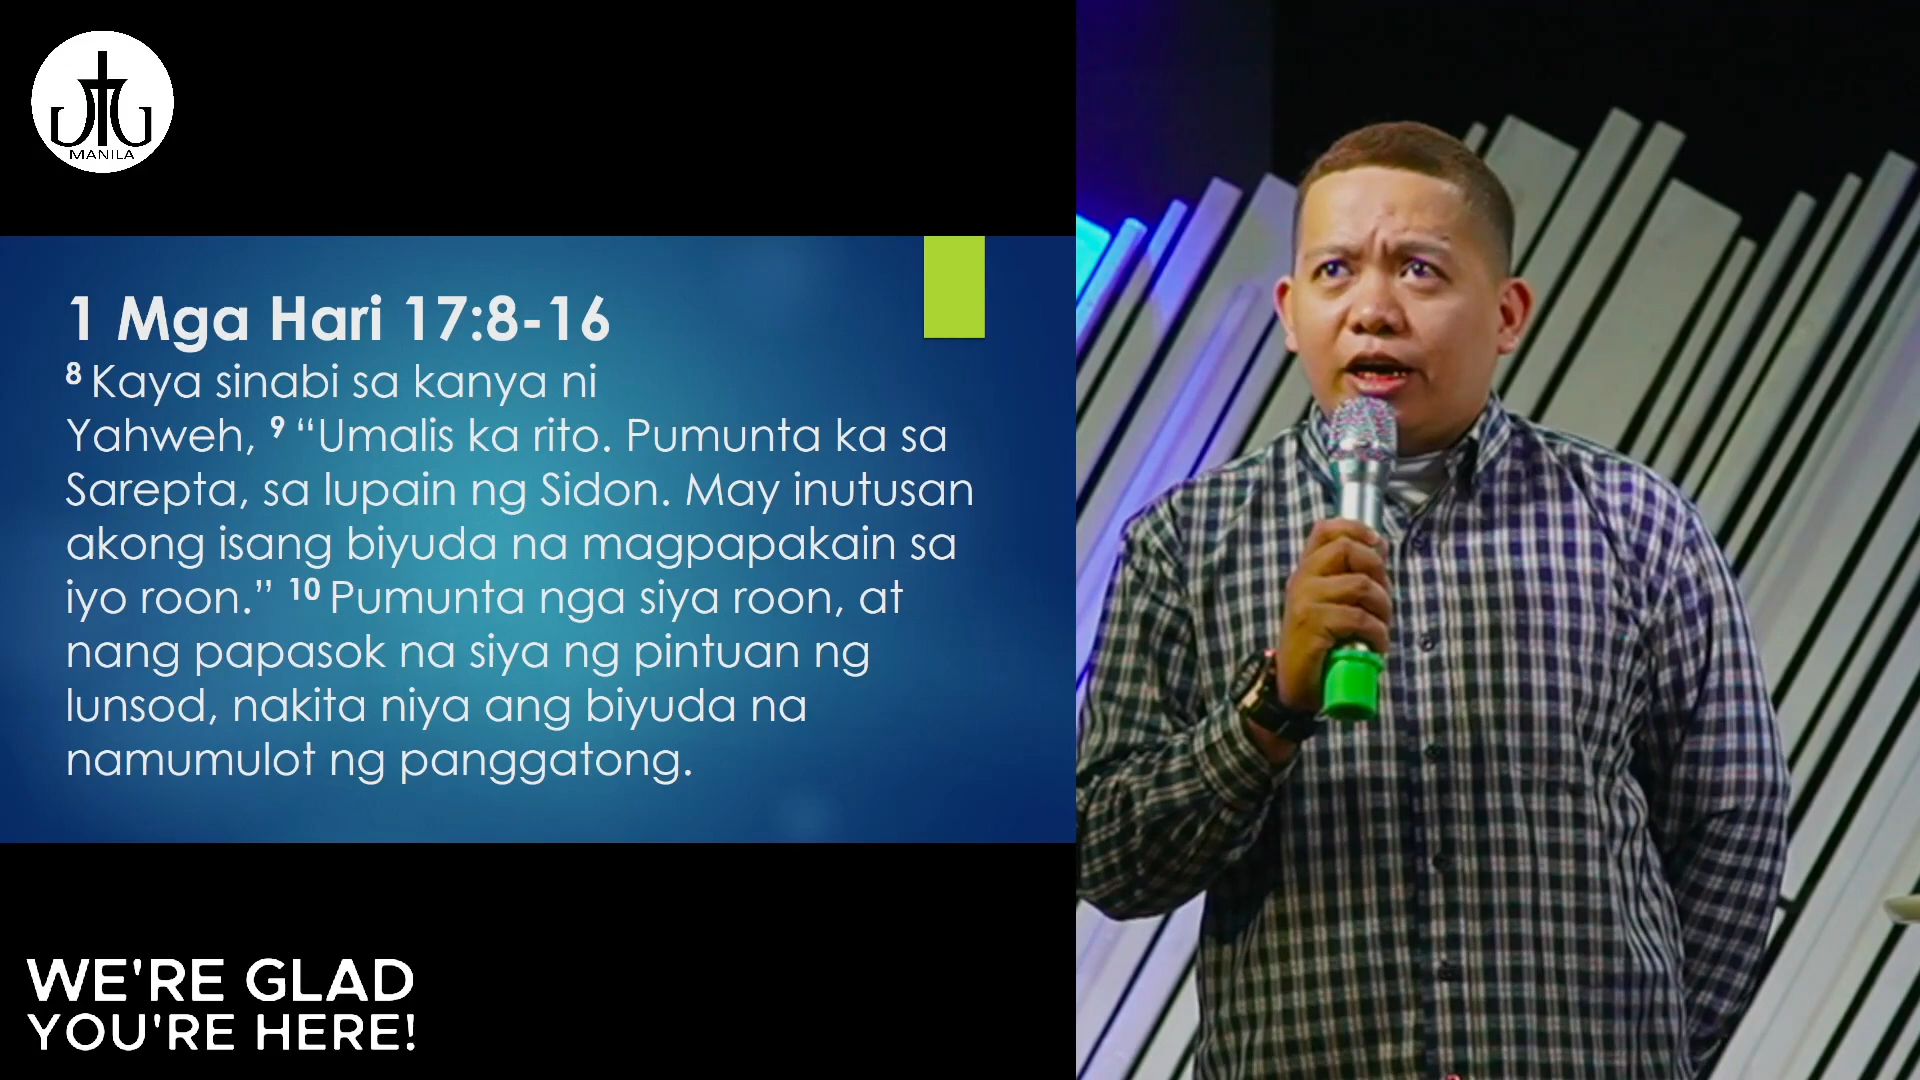 JTG
MANILA
1 Mga Hari 17:8-16
8 Kaya sinabi sa kanya ni
Yahweh, 9 “Umalis ka rito. Pumunta ka sa
Sarepta, sa lupain ng Sidon. May inutusan
akong isang biyuda na magpapakain sa
iyo roon.” 10 Pumunta nga siya roon, at
nang papasok na siya ng pintuan ng
lunsod, nakita niya ang biyuda na
namumulot ng panggatong.
WE'RE GLAD
YOU'RE HERE!